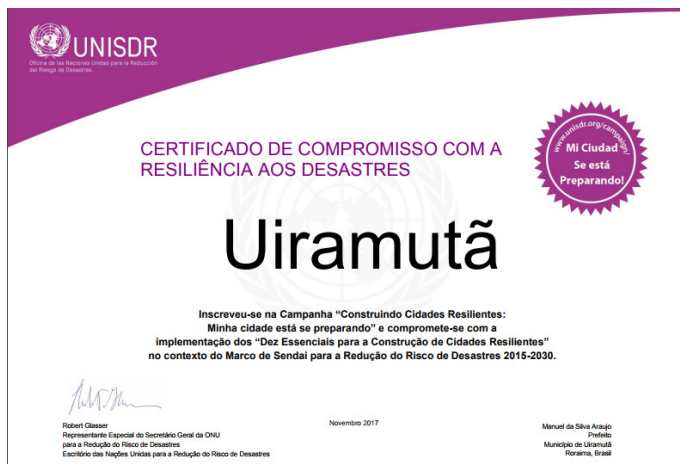 UNISDR
Oficina de las Naciones Unidas para la Reducción
del Riesgo de Desastres
www.unisdr.org/campaign/
Mi Ciudad
Se está
Preparando!
CERTIFICADO DE COMPROMISSO COM A
RESILIÊNCIA AOS DESASTRES
Uiramutã
Inscreveu-se na Campanha “Construindo Cidades Resilientes:
Minha cidade está se preparando” e compromete-se com a
implementação dos “Dez Essenciais para a Construção de Cidades Resilientes”
no contexto do Marco de Sendai para a Redução do Risco de Desastres 2015-2030.
Robert Glasser
Representante Especial do Secretário Geral da ONU
para a Redução do Risco de Desastres
Escritório das Nações Unidas para a Redução do Risco de Desastres
Novembro 2017
Manuel da Silva Araujo
Prefeito
Município de Uiramutã
Roraima, Brasil